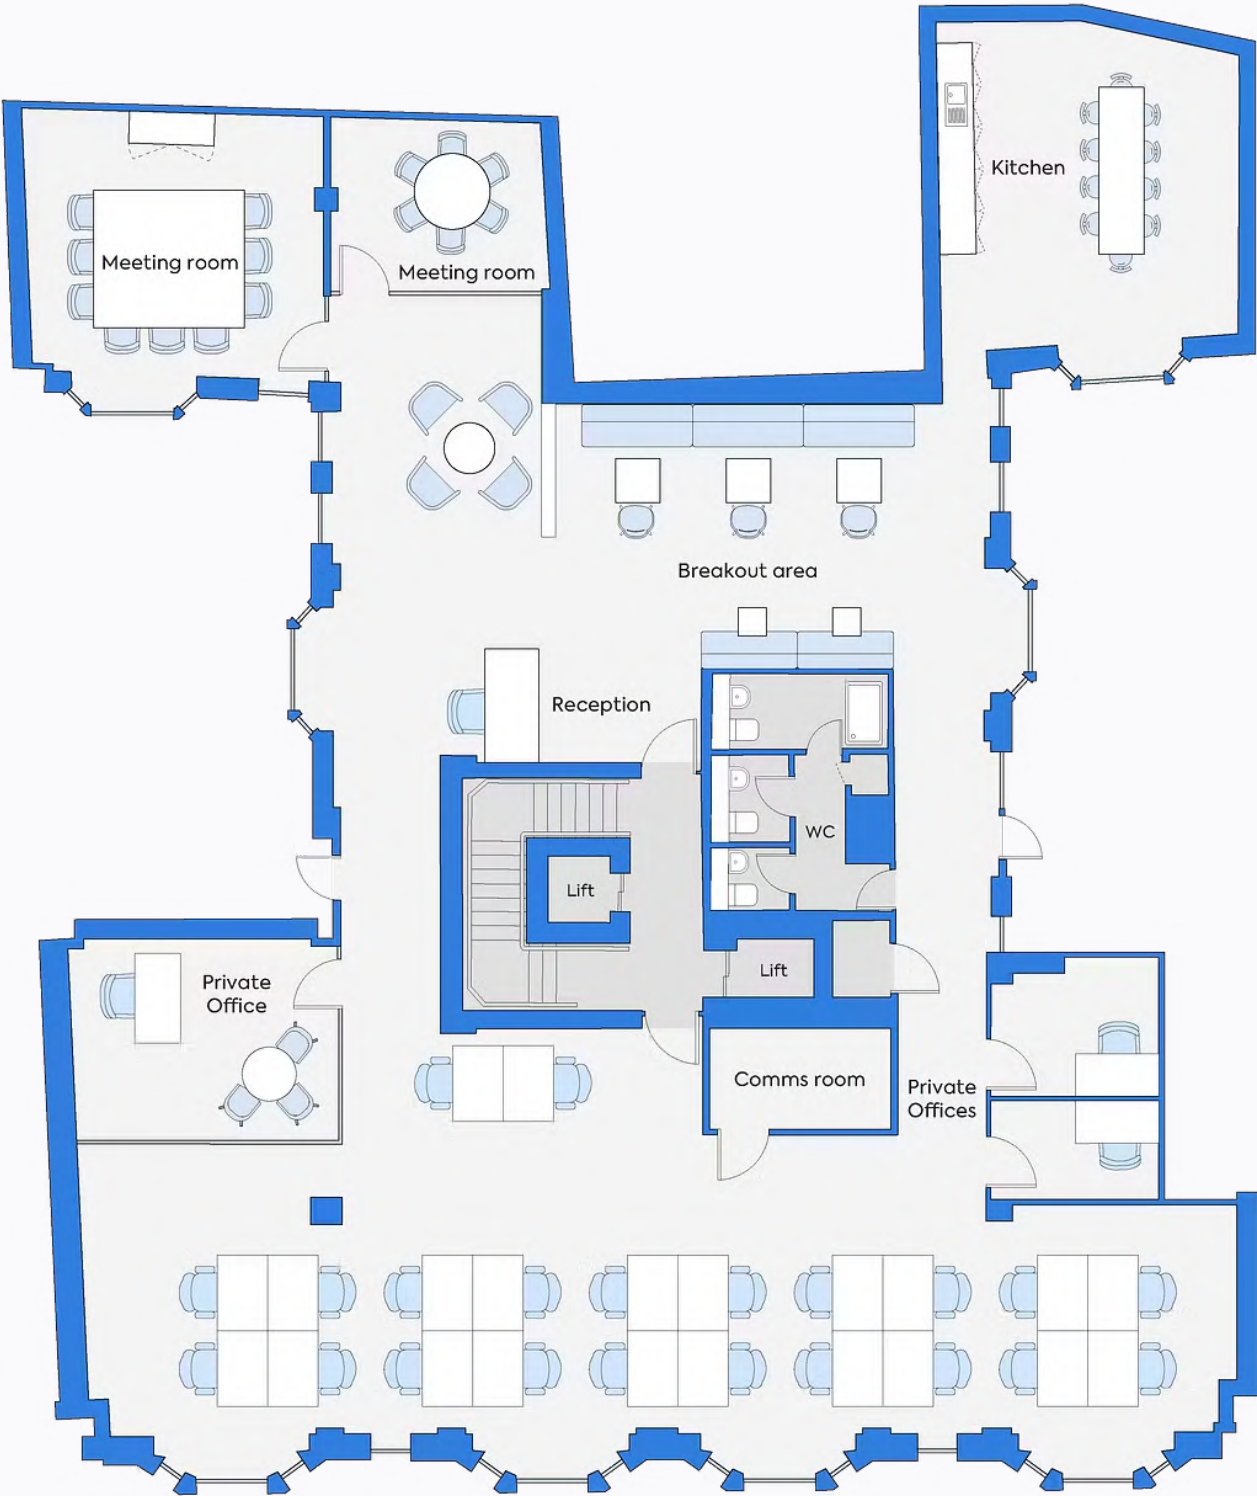 Kitchen
Meeting room
Meeting room
Breakout area
Reception
WC
Lift
Lift
Private
Office
Comms room
Private
Offices